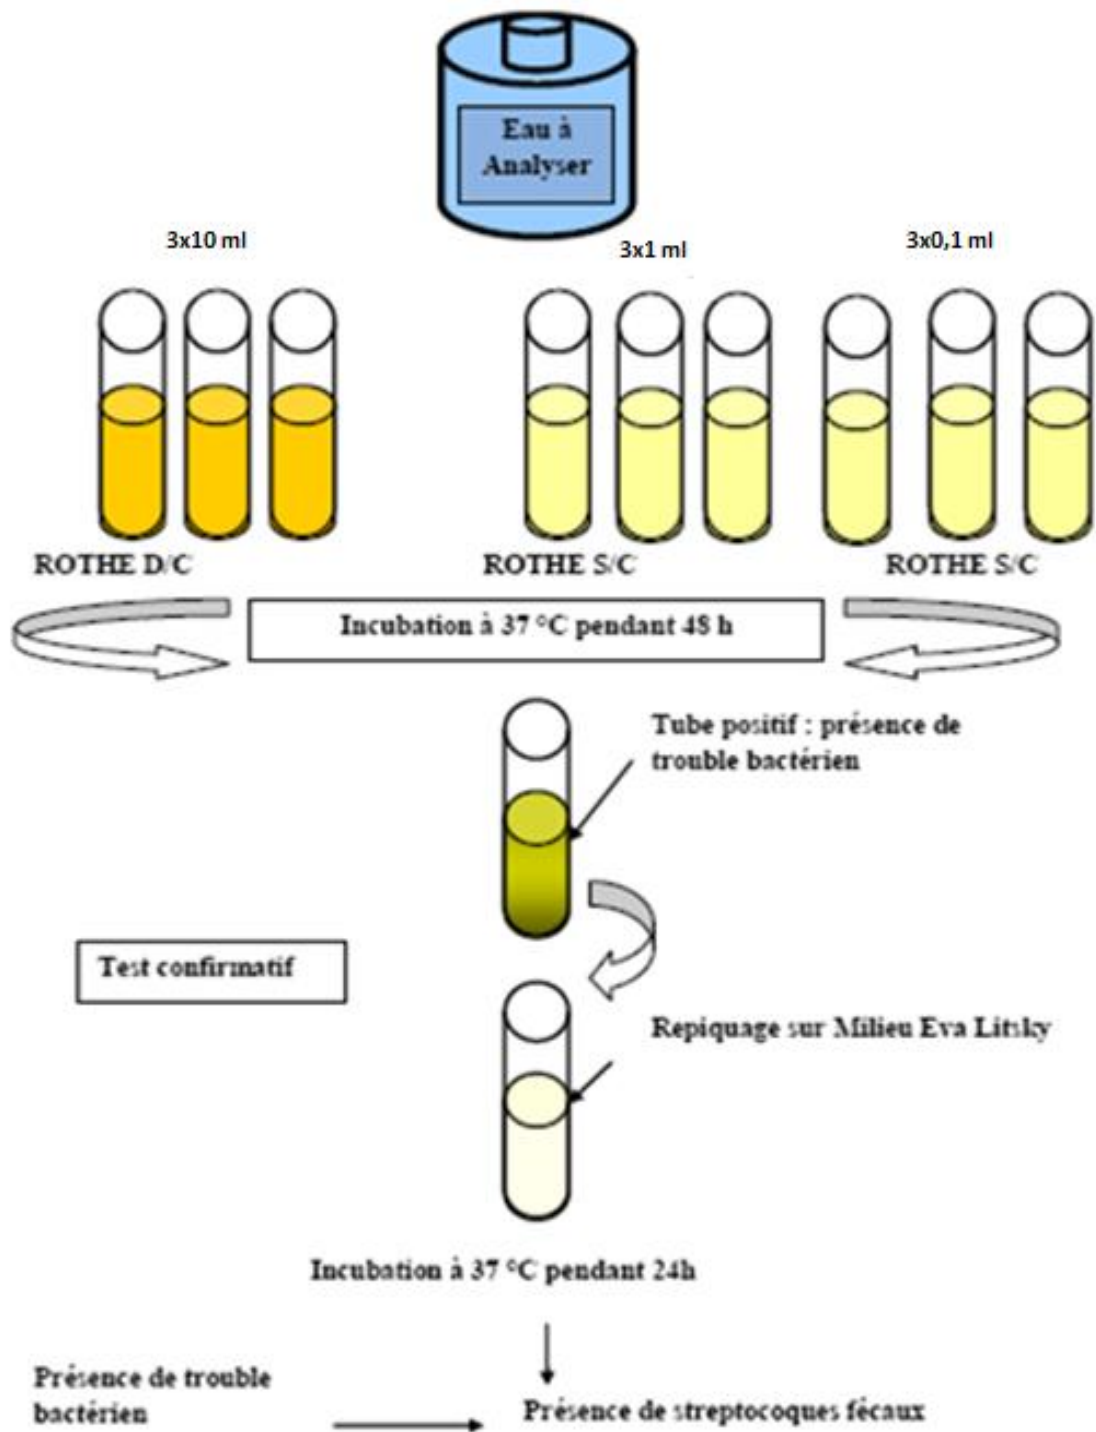 Eau à
Analyser
3x10 ml
3x1 ml
3x0,1 ml
ROTHE D/C
ROTHE S/C
ROTHE S/C
Incubation à 37 °C pendant 48 h
Tube positif : présence de
trouble bactérien
Test confirmatif
Repiquage sur Milieu Eva Litsky
Incubation à 37 °C pendant 24h
Présence de trouble
bactérien
Présence de streptocoques fécaux